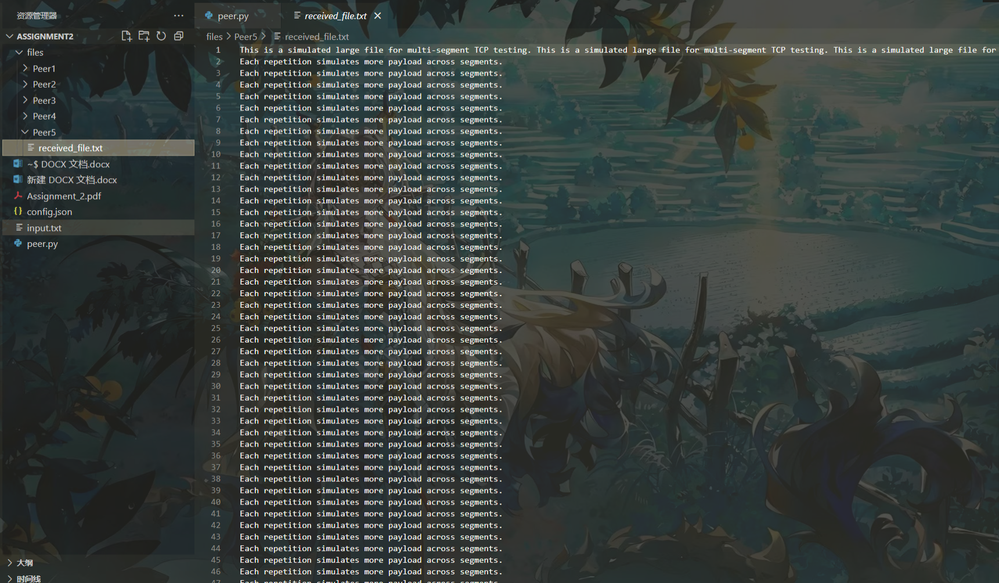 资源管理器
ASSIGNMENT2
files
Peer1
Peer2
Peer3
Peer4
Peer5
received_file.txt
~$ DOCX 文档.docx
新建 DOCX 文档.docx
Assignment_2.pdf
config.json
input.txt
peer.py
大纲
时间线
peer.py
received_file.txt
files > Peer5 > received_file.txt
1 This is a simulated large file for multi-segment TCP testing. This is a simulated large file for multi-segment TCP testing. This is a simulated large file for
2 Each repetition simulates more payload across segments.
3 Each repetition simulates more payload across segments.
4 Each repetition simulates more payload across segments.
5 Each repetition simulates more payload across segments.
6 Each repetition simulates more payload across segments.
7 Each repetition simulates more payload across segments.
8 Each repetition simulates more payload across segments.
9 Each repetition simulates more payload across segments.
10 Each repetition simulates more payload across segments.
11 Each repetition simulates more payload across segments.
12 Each repetition simulates more payload across segments.
13 Each repetition simulates more payload across segments.
14 Each repetition simulates more payload across segments.
15 Each repetition simulates more payload across segments.
16 Each repetition simulates more payload across segments.
17 Each repetition simulates more payload across segments.
18 Each repetition simulates more payload across segments.
19 Each repetition simulates more payload across segments.
20 Each repetition simulates more payload across segments.
21 Each repetition simulates more payload across segments.
22 Each repetition simulates more payload across segments.
23 Each repetition simulates more payload across segments.
24 Each repetition simulates more payload across segments.
25 Each repetition simulates more payload across segments.
26 Each repetition simulates more payload across segments.
27 Each repetition simulates more payload across segments.
28 Each repetition simulates more payload across segments.
29 Each repetition simulates more payload across segments.
30 Each repetition simulates more payload across segments.
31 Each repetition simulates more payload across segments.
32 Each repetition simulates more payload across segments.
33 Each repetition simulates more payload across segments.
34 Each repetition simulates more payload across segments.
35 Each repetition simulates more payload across segments.
36 Each repetition simulates more payload across segments.
37 Each repetition simulates more payload across segments.
38 Each repetition simulates more payload across segments.
39 Each repetition simulates more payload across segments.
40 Each repetition simulates more payload across segments.
41 Each repetition simulates more payload across segments.
42 Each repetition simulates more payload across segments.
43 Each repetition simulates more payload across segments.
44 Each repetition simulates more payload across segments.
45 Each repetition simulates more payload across segments.
46 Each repetition simulates more payload across segments.
47 Each repetition simulates more payload across segments.